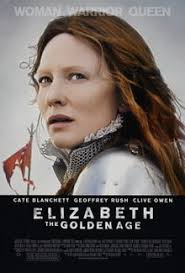 WOMAN WARRIOR QUEEN
CATE BLANCHETT GEOFFREY RUSH CLIVE OWEN
ELIZABETH
THE GOLDEN AGE